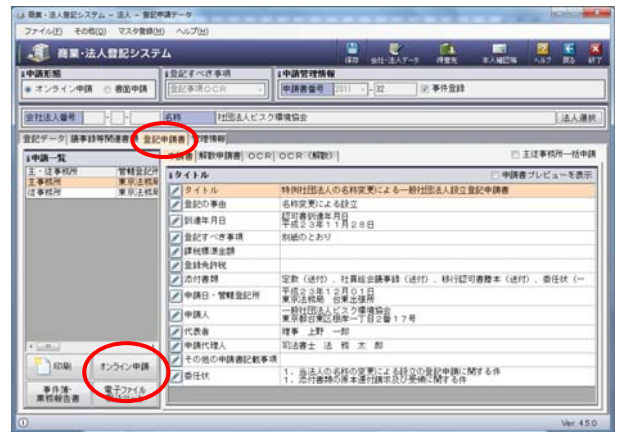 商業・法人登記システム － 法人 － 登記申請データ
ファイル(F) その他(O) マスタ登録(M) ヘルプ(H)
商業・法人登記システム
保存 会社・法人データ 得意先 本人確認等 ヘルプ 戻る 終了
申請形態 登記すべき事項 申請管理情報
オンライン申請 書面申請 登記事項OCR 申請書番号 2011 - 32 事件登録
会社法人番号 - - 名称 社団法人ビスク環境協会 法人選択
登記データ 議事録等関連書類 登記申請書 管理情報
申請書 解散申請書 OCR OCR(解散) 主従事務所一括申請
申請一覧
タイトル 申請書プレビューを表示
主・従事務所 管轄登記所
主事務所 東京法務局
従事務所 東京法務局
タイトル 特例社団法人の名称変更による一般社団法人設立登記申請書
登記の事由 名称変更による設立
到達年月日 認可書到達年月日
平成23年11月28日
登記すべき事項 別紙のとおり
課税標準金額
登録免許税
添付書類 定款(送付)、社員総会議事録(送付)、移行認可書謄本(送付)、委任状(一
申請日・管轄登記所 平成23年12月01日
東京法務局 台東出張所
申請人 一般社団法人ビスク環境協会
東京都台東区根岸一丁目2番17号
代表者 理事 上野 一郎
申請代理人 司法書士 法 務 太 郎
その他の申請書記載事項
委任状 1．当法人の名称の変更による設立の登記申請に関する件
1．添付書類の原本還付請求及び受領に関する件
印刷 オンライン申請
事件簿・
業務報告書
電子ファイル
Ver 4.5.0